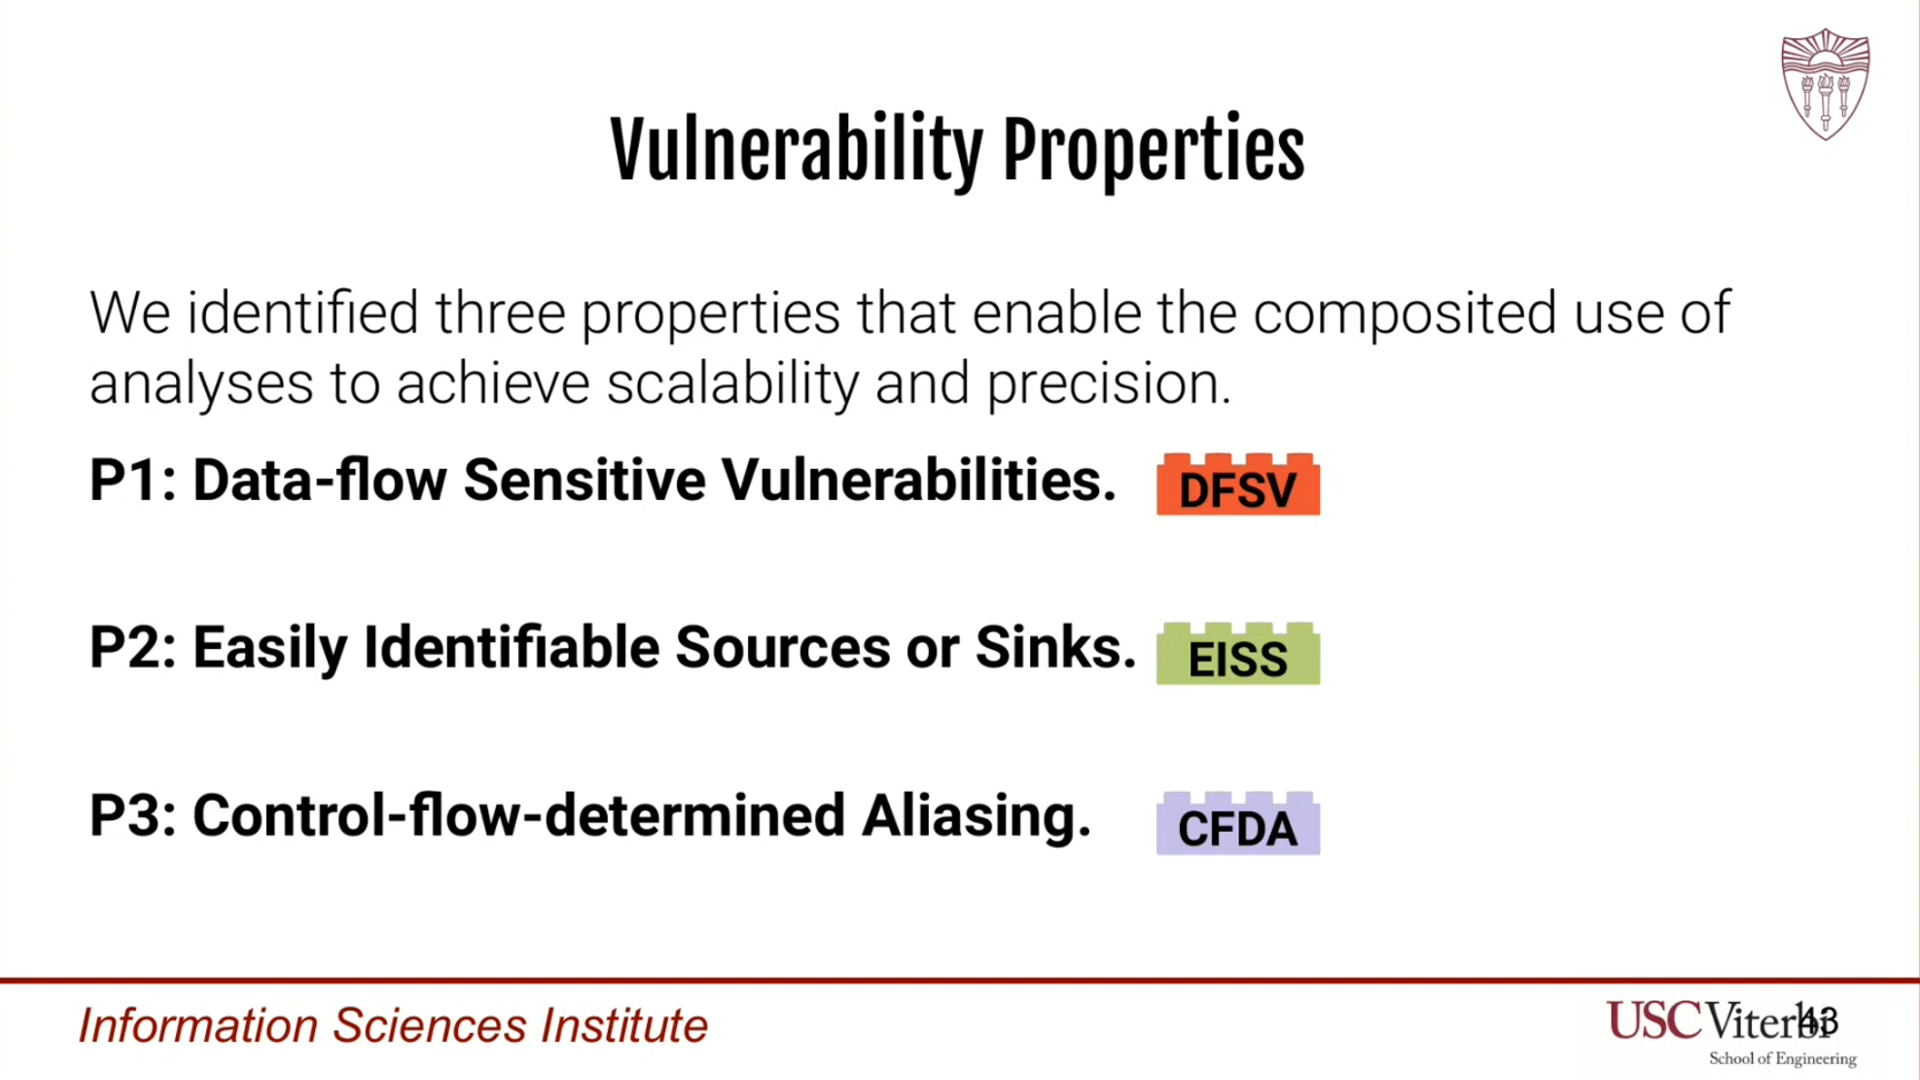 Vulnerability Properties
We identified three properties that enable the composited use of
analyses to achieve scalability and precision.
P1: Data-flow Sensitive Vulnerabilities. DFSV
P2: Easily Identifiable Sources or Sinks. EISS
P3: Control-flow-determined Aliasing. CFDA
Information Sciences Institute
USC Viterbi 43
School of Engineering